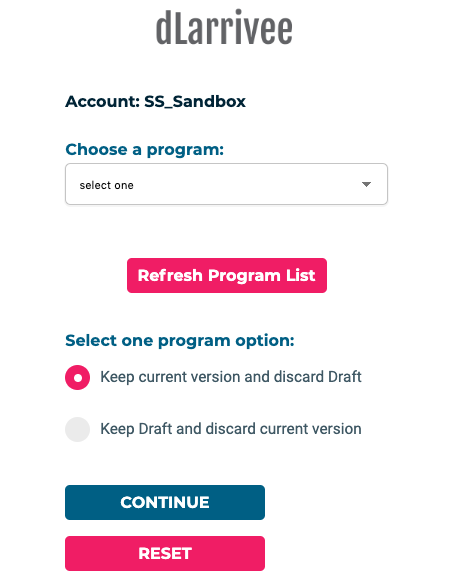 dLarrivee
Account: SS_Sandbox
Choose a program:
select one
Refresh Program List
Select one program option:
Keep current version and discard Draft
Keep Draft and discard current version
CONTINUE
RESET